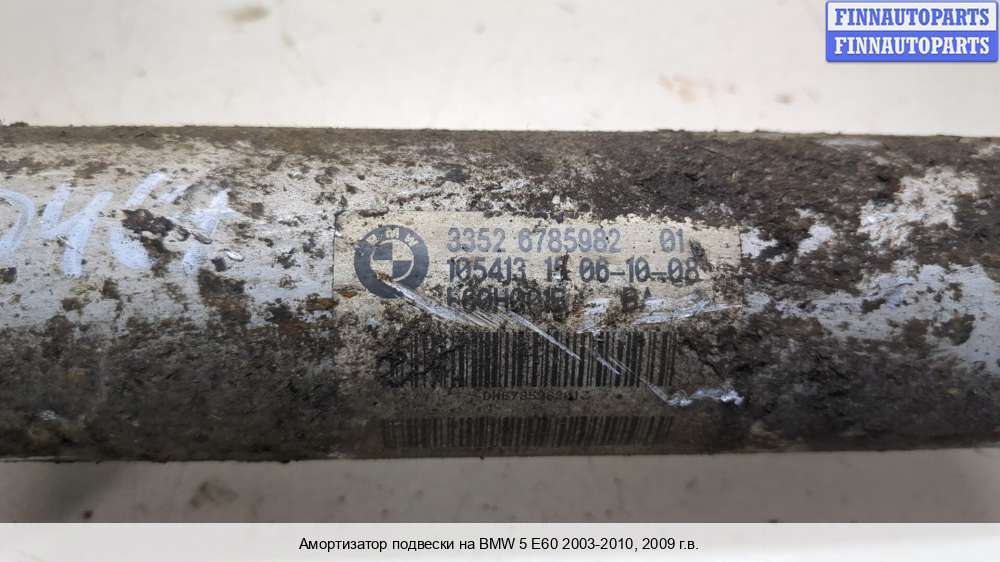 FINNAUTOPARTS
FINNAUTOPARTS
BMW
3352 6785982 01
105413 06-10-08
Амортизатор подвески на BMW 5 E60 2003-2010, 2009 г.в.